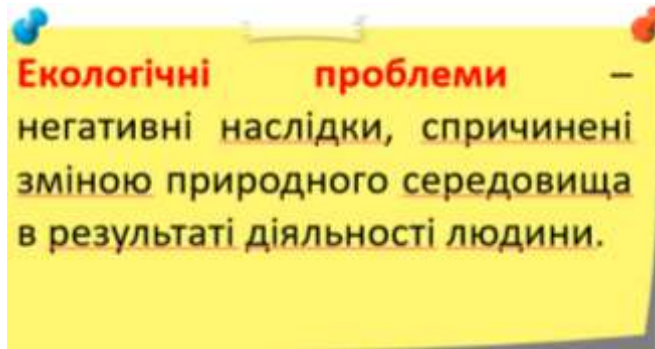 Екологічні проблеми –
негативні наслідки, спричинені
зміною природного середовища
в результаті діяльності людини.